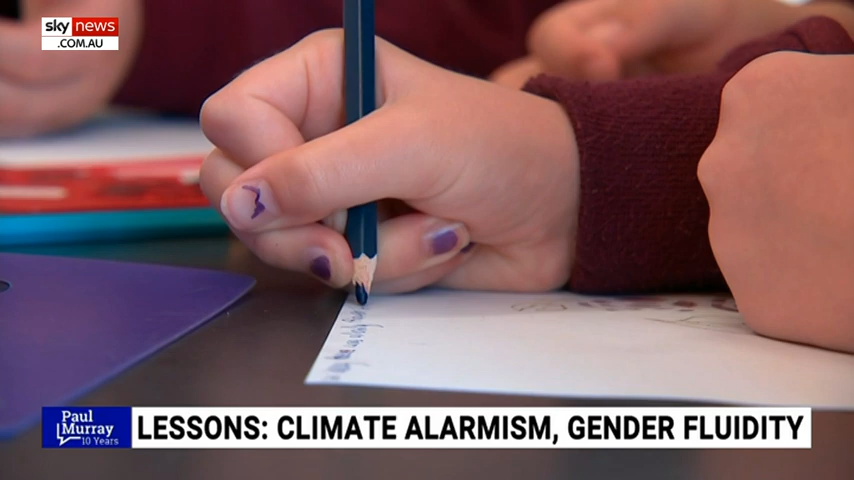 sky news
.COM.AU
Paul
Murray
10 Years
LESSONS: CLIMATE ALARMISM, GENDER FLUIDITY